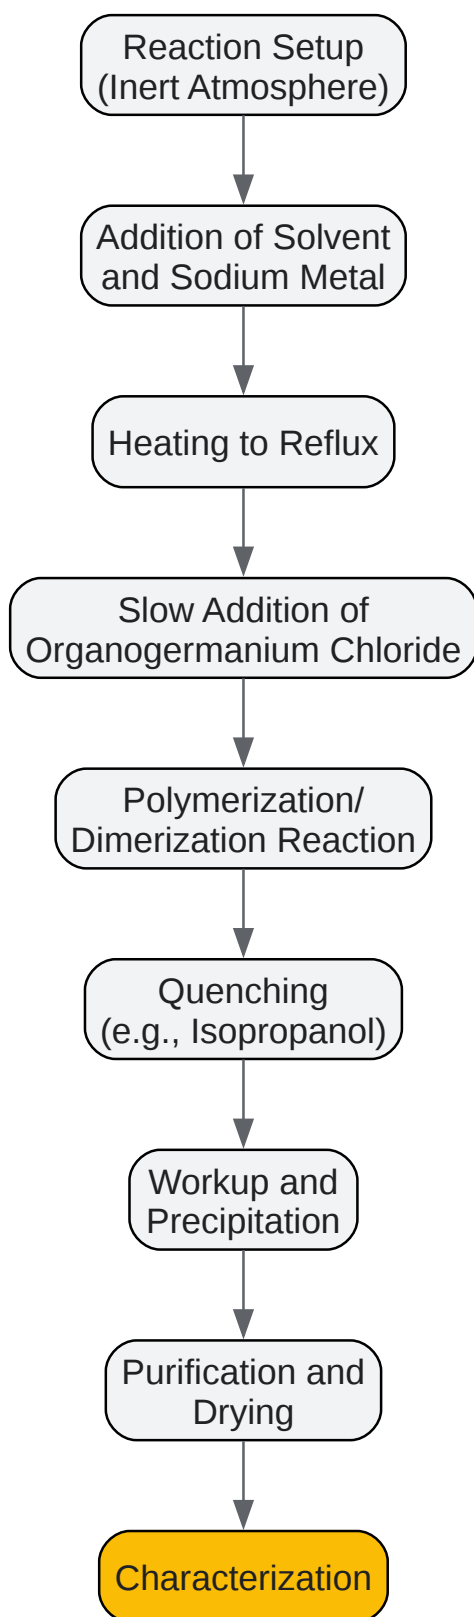 Reaction Setup
(Inert Atmosphere)
Addition of Solvent
and Sodium Metal
Heating to Reflux
Slow Addition of
Organogermanium Chloride
Polymerization/
Dimerization Reaction
Quenching
(e.g., Isopropanol)
Workup and
Precipitation
Purification and
Drying
Characterization